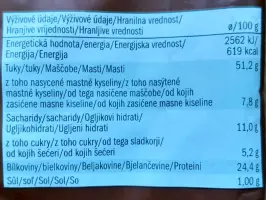 Výživové údaje/Výživové údaje/Hranilna vrednost/
Hranjive vrijednosti/Hranljive vrednosti ø/100 g
Energetická hodnota/energia/Energijska vrednost/ 2562 kJ/
Energija/Energija 619 kcal
Tuky/tuky/Maščobe/Masti/Masti 51,2 g
z toho nasycené mastné kyseliny/z toho nasýtené
mastné kyseliny/od tega nasičene maščobe/od kojih
zasićene masne kiseline/od kojih zasićene masne kiseline 7,8 g
Sacharidy/sacharidy/Ogljikovi hidrati/
Ugljikohidrati/Ugljeni hidrati 11,0 g
z toho cukry/z toho cukry/od tega sladkorji/
od kojih šećeri/od kojih šećeri 5,2 g
Bílkoviny/bielkoviny/Beljakovine/Bjelančevine/Proteini 24,4 g
Sůl/soľ/Sol/Sol/So 1,00 g